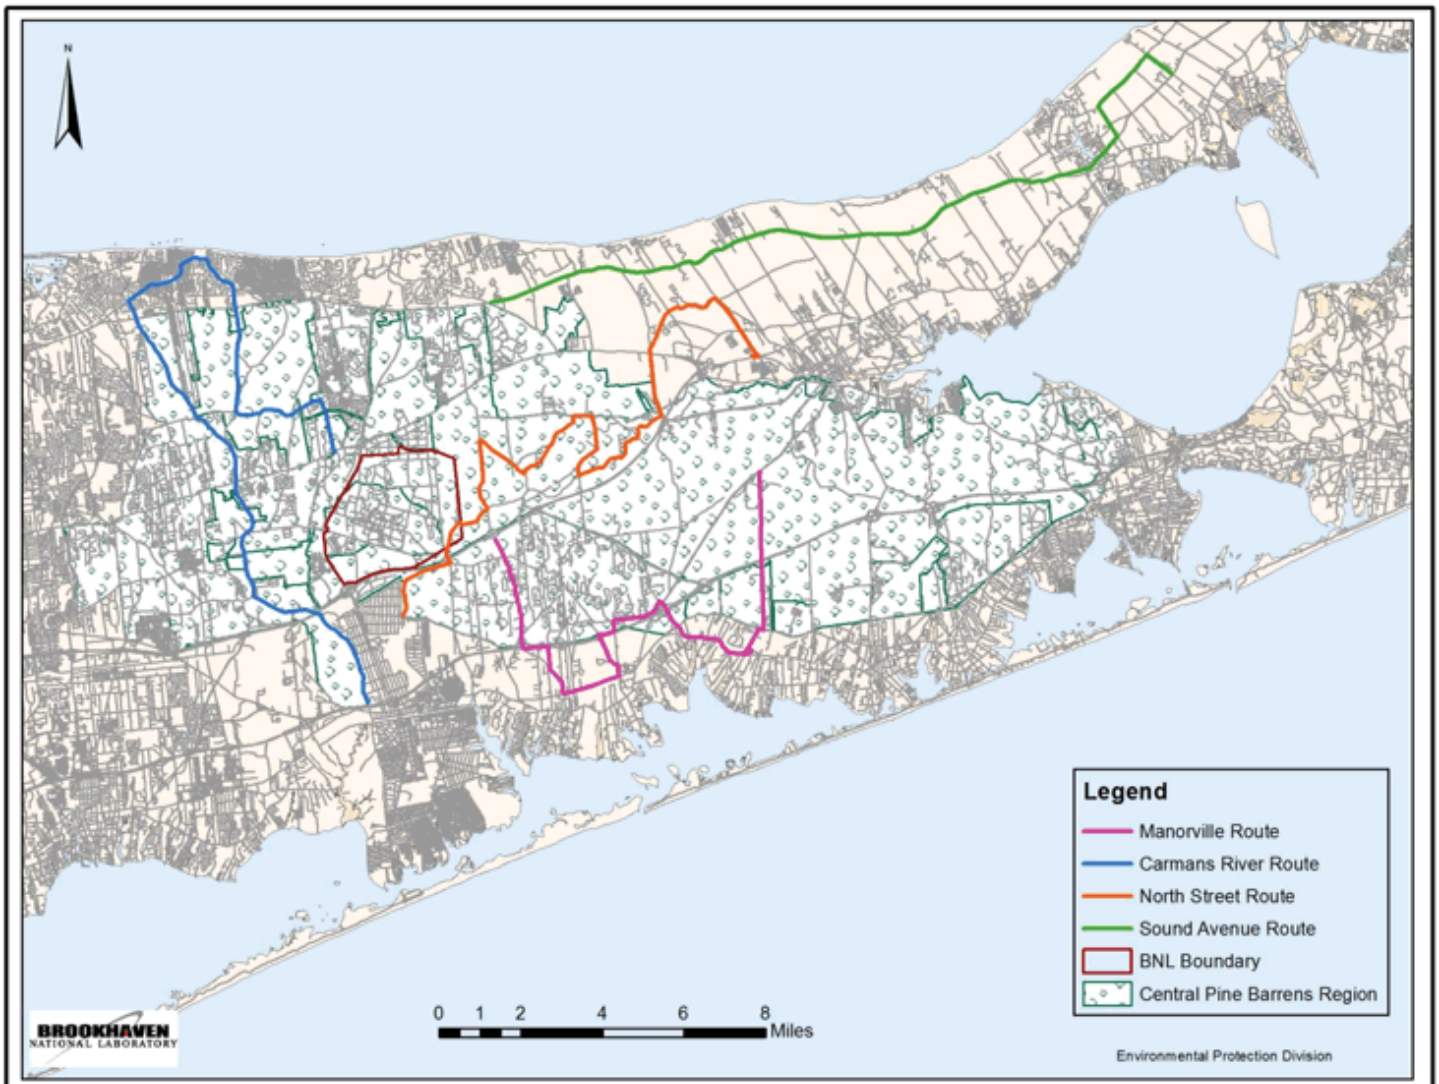 N
Legend
Manorville Route
Carmans River Route
North Street Route
Sound Avenue Route
BNL Boundary
Central Pine Barrens Region
0 1 2 4 6 8
Miles
BROOKHAVEN
NATIONAL LABORATORY
Environmental Protection Division